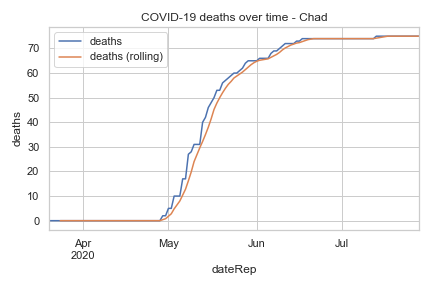 COVID-19 deaths over time - Chad
deaths
deaths (rolling)
deaths
70
60
50
40
30
20
10
0
Apr
2020
May
Jun
Jul
dateRep